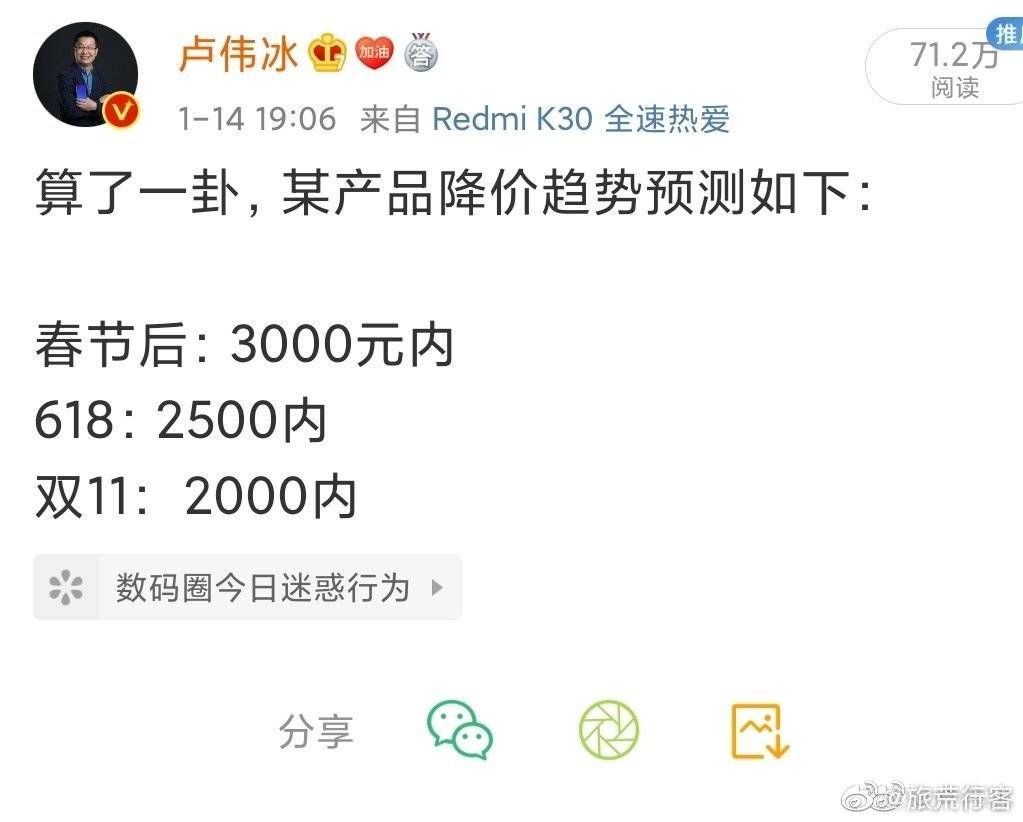 卢伟冰 加油 答
推
71.2万
阅读
1-14 19:06 来自 Redmi K30 全速热爱
算了一卦，某产品降价趋势预测如下：
春节后：3000元内
618：2500内
双11：2000内
数码圈今日迷惑行为
分享
@旅荒行客